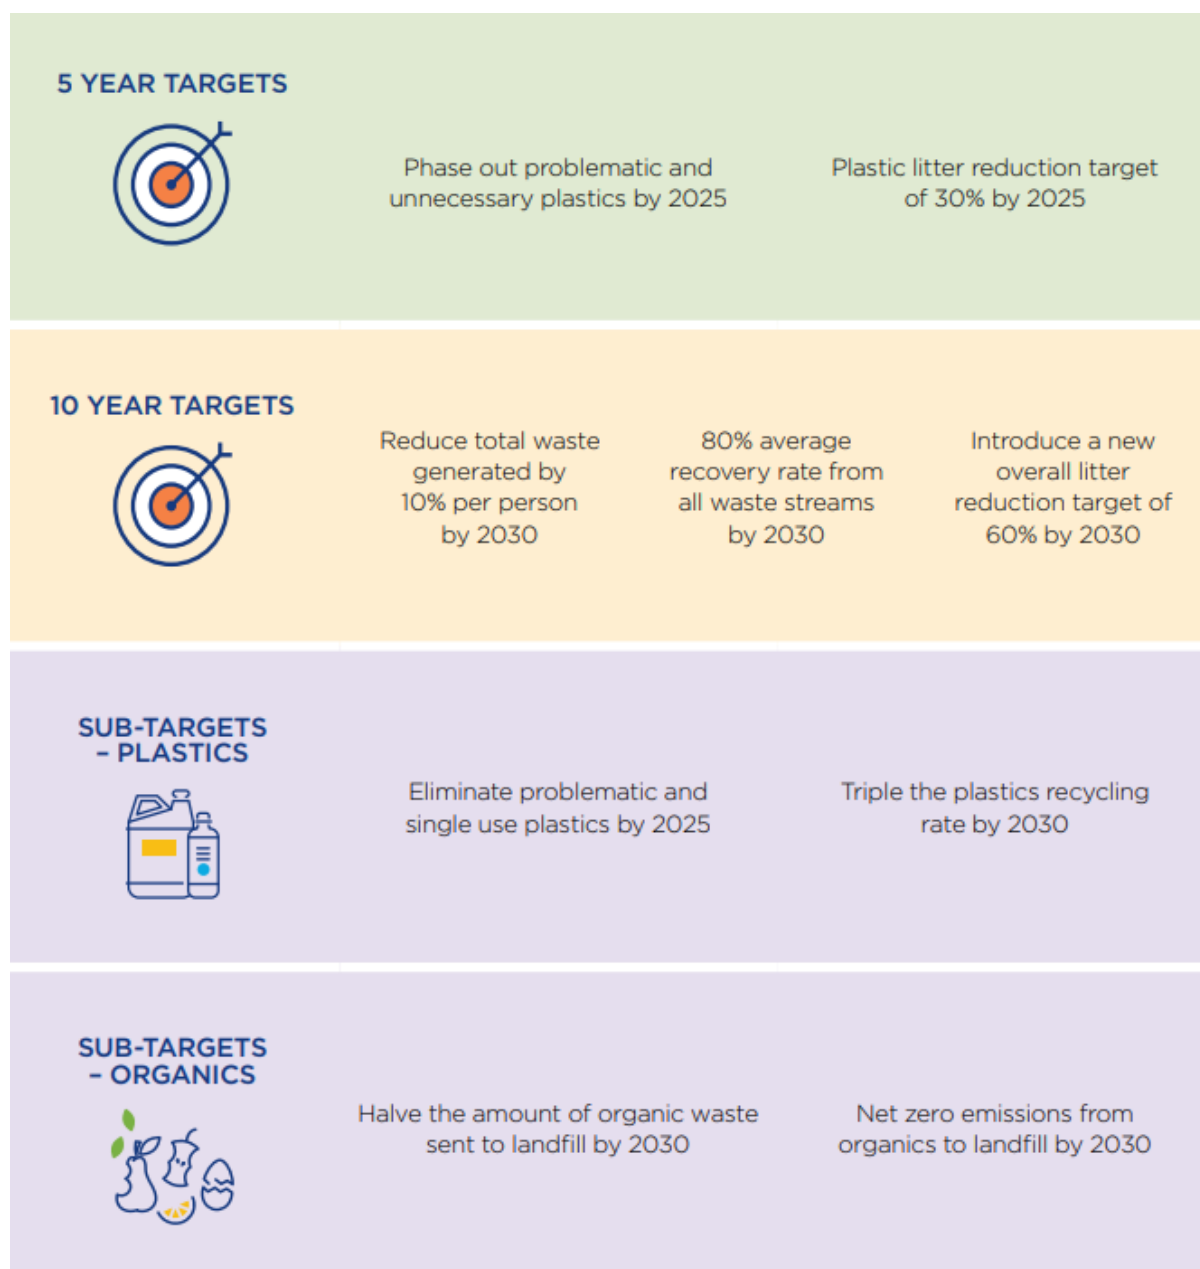 5 YEAR TARGETS
Phase out problematic and
unnecessary plastics by 2025
Plastic litter reduction target
of 30% by 2025
10 YEAR TARGETS
Reduce total waste
generated by
10% per person
by 2030
80% average
recovery rate from
all waste streams
by 2030
Introduce a new
overall litter
reduction target of
60% by 2030
SUB-TARGETS
– PLASTICS
Eliminate problematic and
single use plastics by 2025
Triple the plastics recycling
rate by 2030
SUB-TARGETS
– ORGANICS
Halve the amount of organic waste
sent to landfill by 2030
Net zero emissions from
organics to landfill by 2030